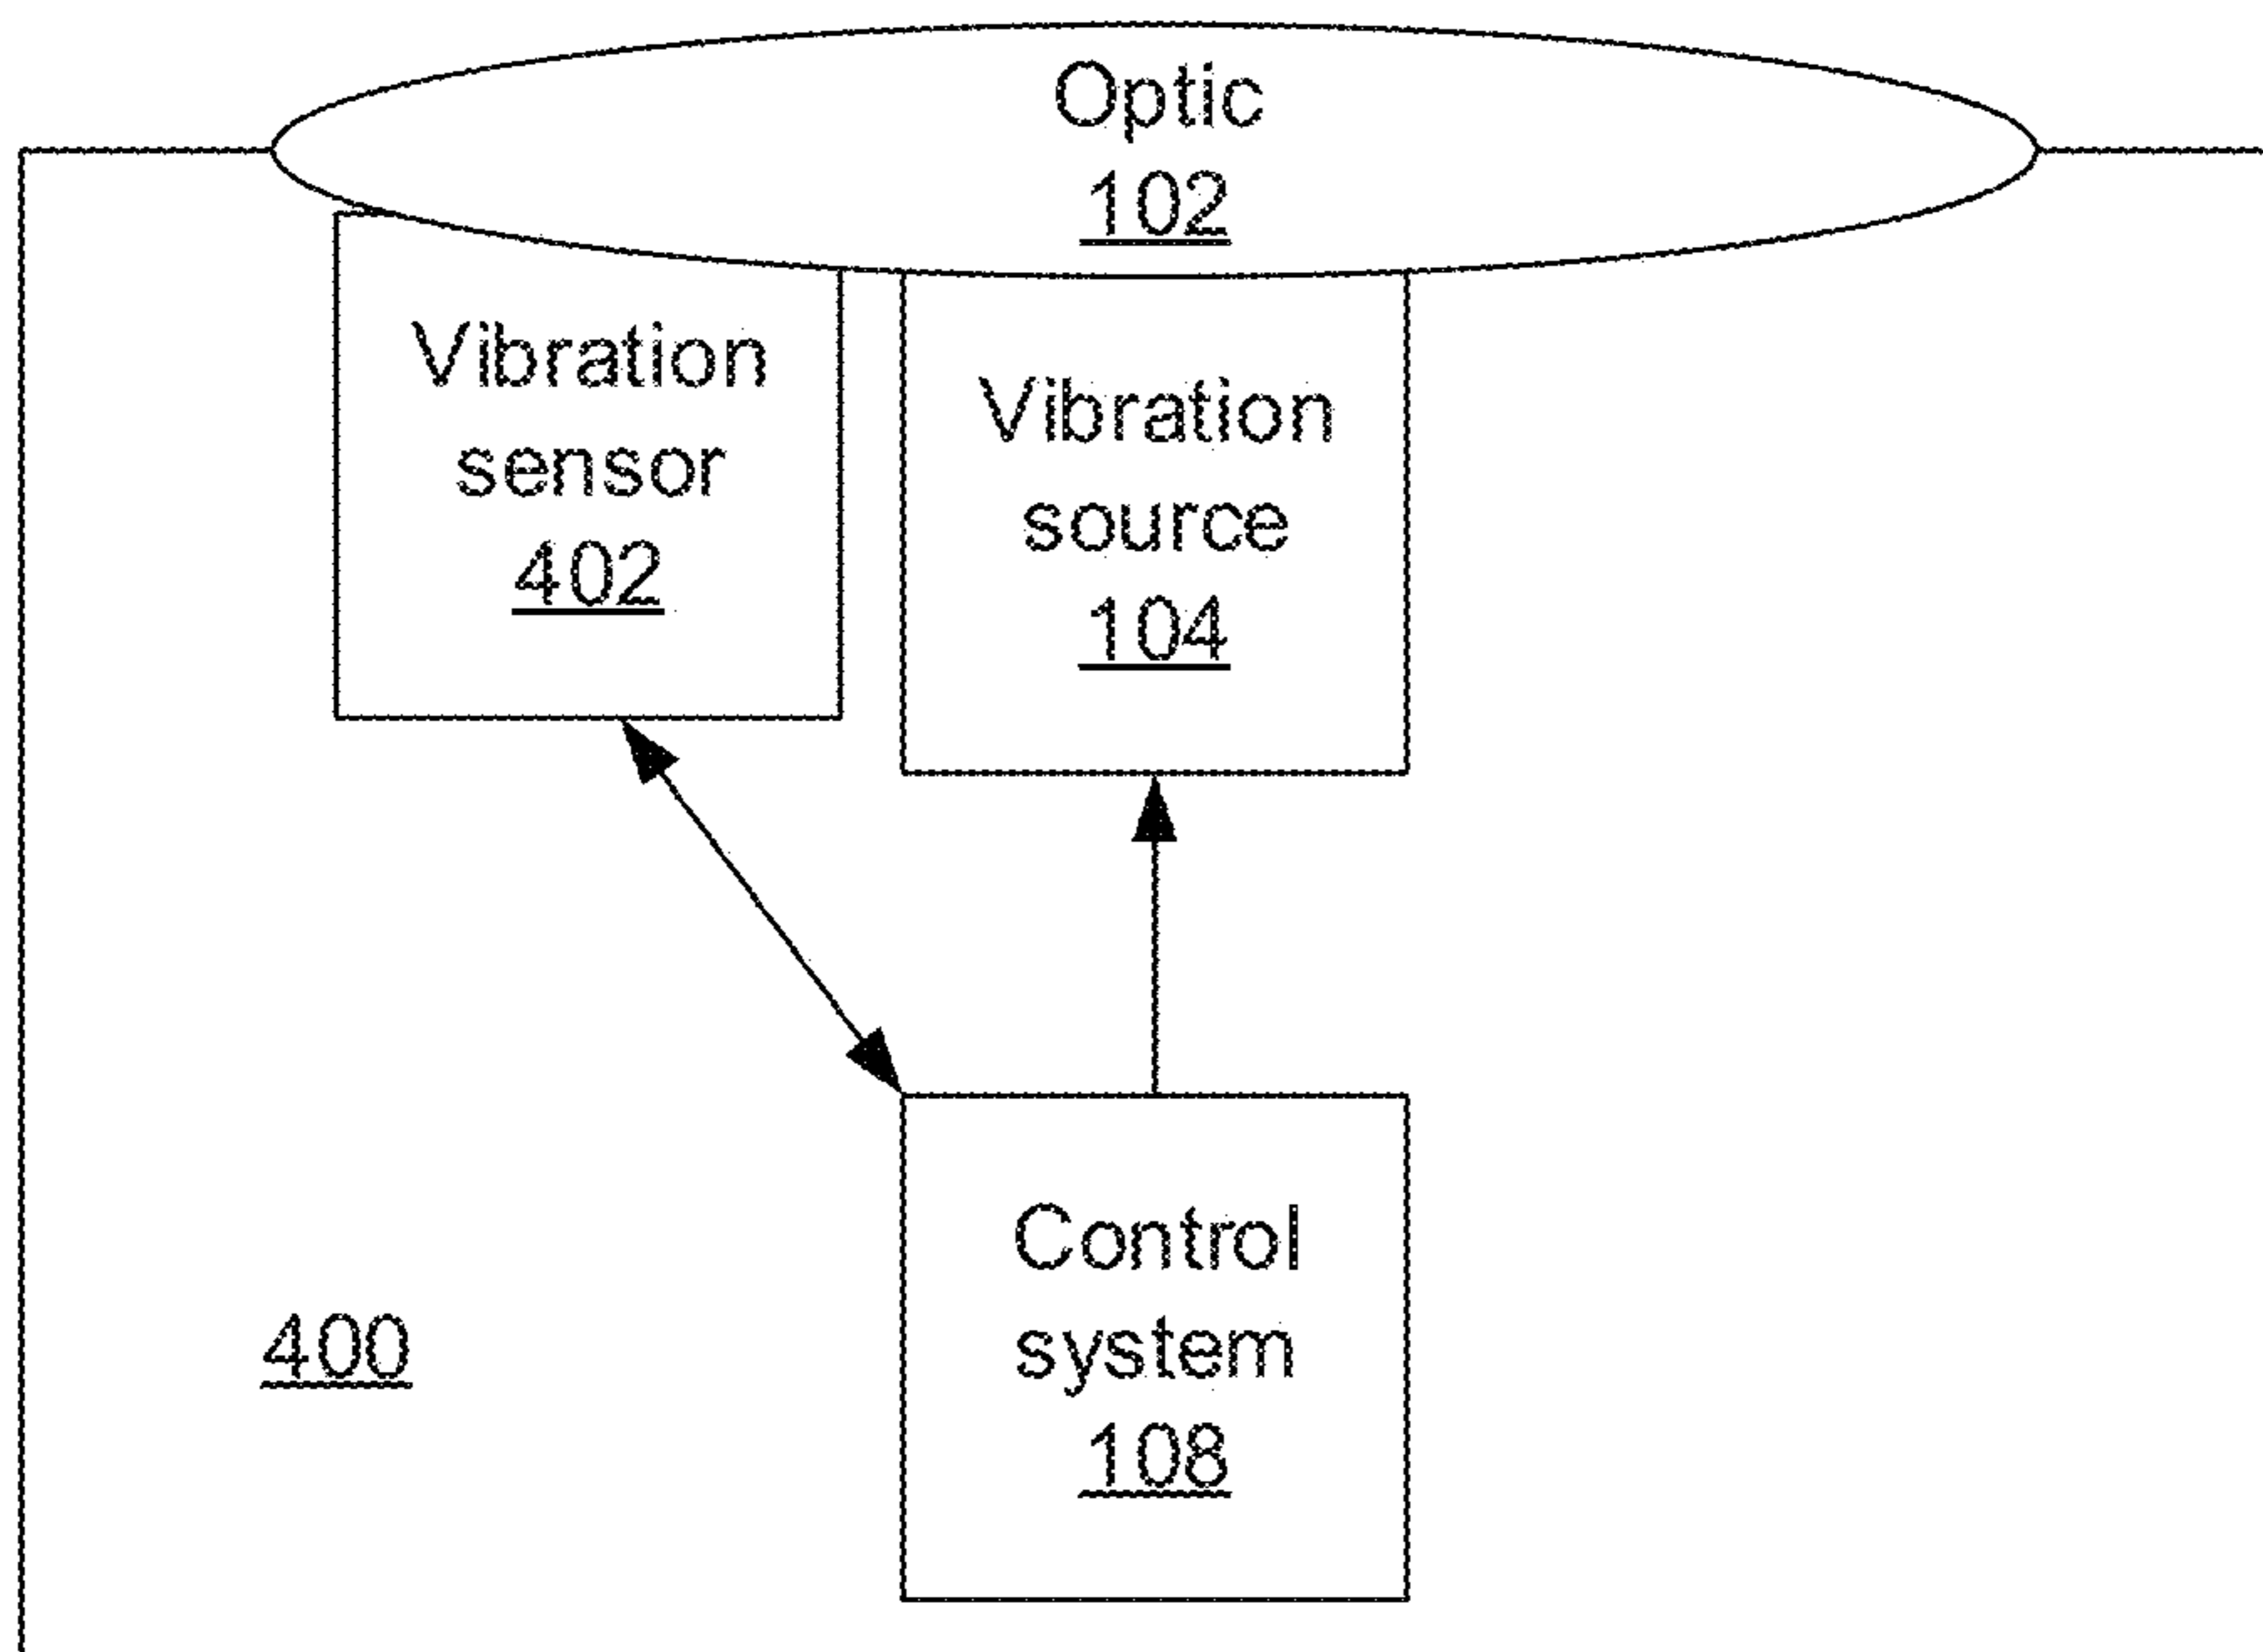 Optic
102
Vibration
sensor
402
Vibration
source
104
Control
system
108
400